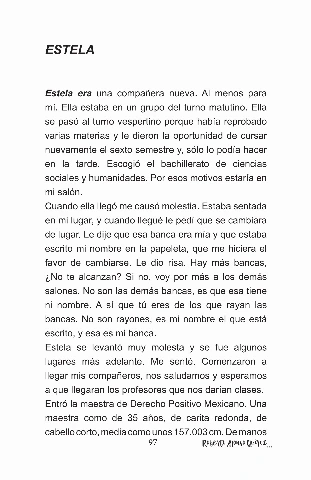 ESTELA
Estela era una compañera nueva. Al menos para
mí. Ella estaba en un grupo del turno matutino. Ella
se pasó al turno vespertino porque había reprobado
varias materias y le dieron la oportunidad de cursar
nuevamente el sexto semestre y, sólo lo podía hacer
en la tarde. Escogió el bachillerato de ciencias
sociales y humanidades. Por esos motivos estaría en
mi salón.
Cuando ella llegó me causó molestia. Estaba sentada
en mi lugar, y cuando llegué le pedí que se cambiara
de lugar. Le dije que esa banca era mía y que estaba
escrito mi nombre en la papeleta, que me hiciera el
favor de cambiarse. Le dio risa. Hay más bancas,
¿No te alcanzan? Si no, voy por más a los demás
salones. No son las demás bancas, es que esa tiene
mi nombre. A sí que tú eres de los que rayan las
bancas. No son rayones, es mi nombre el que está
escrito, y esa es mi banca.
Estela se levantó muy molesta y se fue algunos
lugares más adelante. Me senté. Comenzaron a
llegar mis compañeros, nos saludamos y esperamos
a que llegaran los profesores que nos darían clases.
Entró la maestra de Derecho Positivo Mexicano. Una
maestra como de 35 años, de carita redonda, de
cabello corto, media como unos 157.003 cm. De manos
97